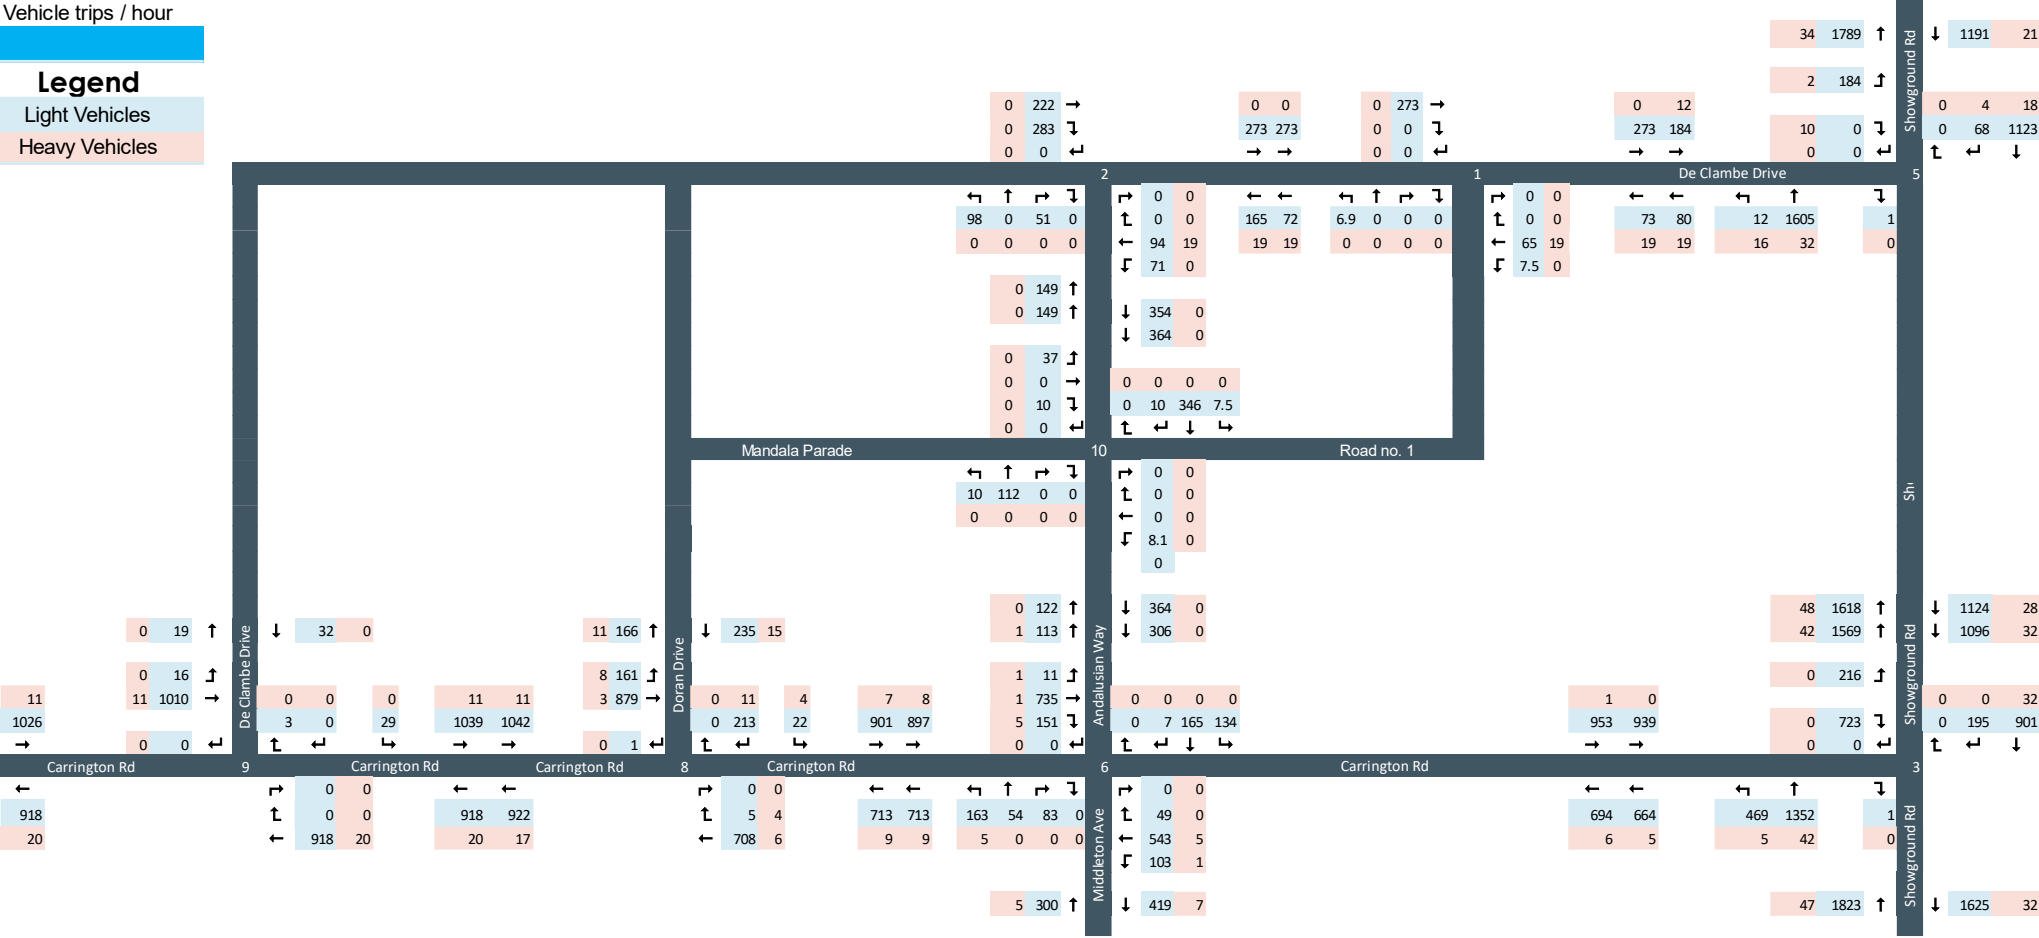 Vehicle trips / hour
Legend
Light Vehicles
Heavy Vehicles
34 1789 ↑ ↓ 1191 21
2 184
0 222 → 0 0 0 273 → 0 12 0 4 18
0 283 273 273 0 0 273 184 10 0 0 68 1123
0 0 → → 0 0 → → 0 0 ↓
Showground Rd
2 1 De Clambe Drive 5
↑ 0 0 ← ← ↑ 0 0 ← ← ↑
98 0 51 0 0 0 165 72 6.9 0 0 0 0 0 73 80 12 1605 1
0 0 0 0 ← 94 19 19 19 0 0 0 0 ← 65 19 19 19 16 32 0
71 0 7.5 0
0 149 ↑
0 149 ↑ ↓ 354 0
↓ 364 0
0 37
0 0 → 0 0 0 0
0 10 0 10 346 7.5
0 0 ↓
Mandala Parade 10 Road no. 1
↑ 0 0
10 112 0 0 0 0
0 0 0 0 ← 0 0
8.1 0
0
0 122 ↑ ↓ 364 0 48 1618 ↑ ↓ 1124 28
0 19 ↑ ↓ 32 0 11 166 ↑ ↓ 235 15 1 113 ↑ ↓ 306 0 42 1569 ↑ ↓ 1096 32
De Clambe Drive
Doran Drive
Andalusian Way
Showground Rd
0 16 8 161 1 11 0 216
11 11 1010 → 0 0 0 11 11 3 879 → 0 11 4 7 8 1 735 → 0 0 0 0 1 0 0 0 32
1026 3 0 29 1039 1042 0 213 22 901 897 5 151 0 7 165 134 953 939 0 723 0 195 901
→ 0 0 → → 0 1 → → 0 0 ↓ → → 0 0 ↓
Carrington Rd 9 Carrington Rd Carrington Rd 8 Carrington Rd 6 Carrington Rd 3
← 0 0 ← ← 0 0 ← ← ↑ 0 0 ← ← ↑
918 0 0 918 922 5 4 713 713 163 54 83 0 49 0 694 664 469 1352 1
20 ← 918 20 20 17 ← 708 6 9 9 5 0 0 0 ← 543 5 6 5 5 42 0
103 1
Middleton Ave
Showground Rd
5 300 ↑ ↓ 419 7 47 1823 ↑ ↓ 1625 32